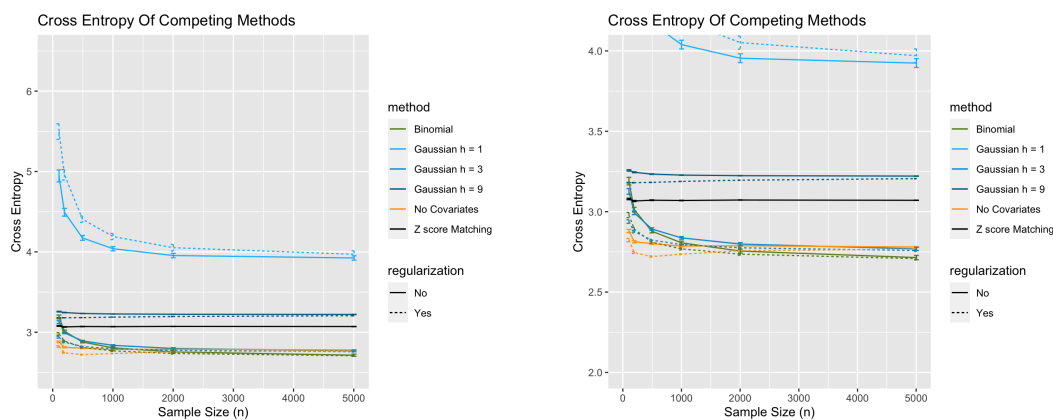 Cross Entropy Of Competing Methods
Cross Entropy
6
5
4
3
0
1000
2000
3000
4000
5000
Sample Size (n)
method
Binomial
Gaussian h = 1
Gaussian h = 3
Gaussian h = 9
No Covariates
Z score Matching
regularization
No
Yes
Cross Entropy Of Competing Methods
Cross Entropy
4.0
3.5
3.0
2.5
2.0
0
1000
2000
3000
4000
5000
Sample Size (n)
method
Binomial
Gaussian h = 1
Gaussian h = 3
Gaussian h = 9
No Covariates
Z score Matching
regularization
No
Yes